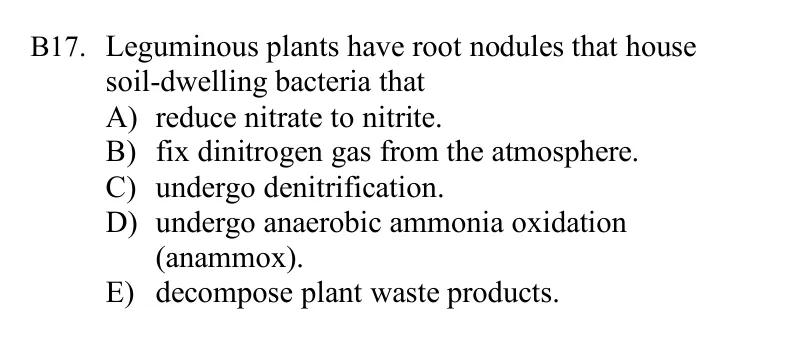 B17. Leguminous plants have root nodules that house
soil-dwelling bacteria that
A) reduce nitrate to nitrite.
B) fix dinitrogen gas from the atmosphere.
C) undergo denitrification.
D) undergo anaerobic ammonia oxidation
(anammox).
E) decompose plant waste products.